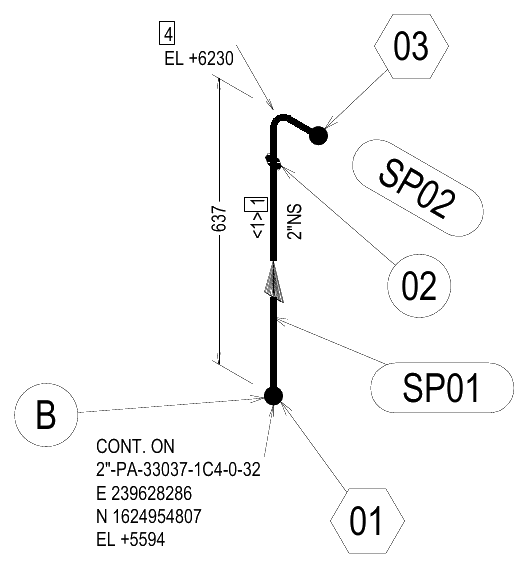 4
EL +6230
03
SP02
637
<1> 1
2"NS
02
SP01
B
CONT. ON
2"-PA-33037-1C4-0-32
E 239628286
N 1624954807
EL +5594
01